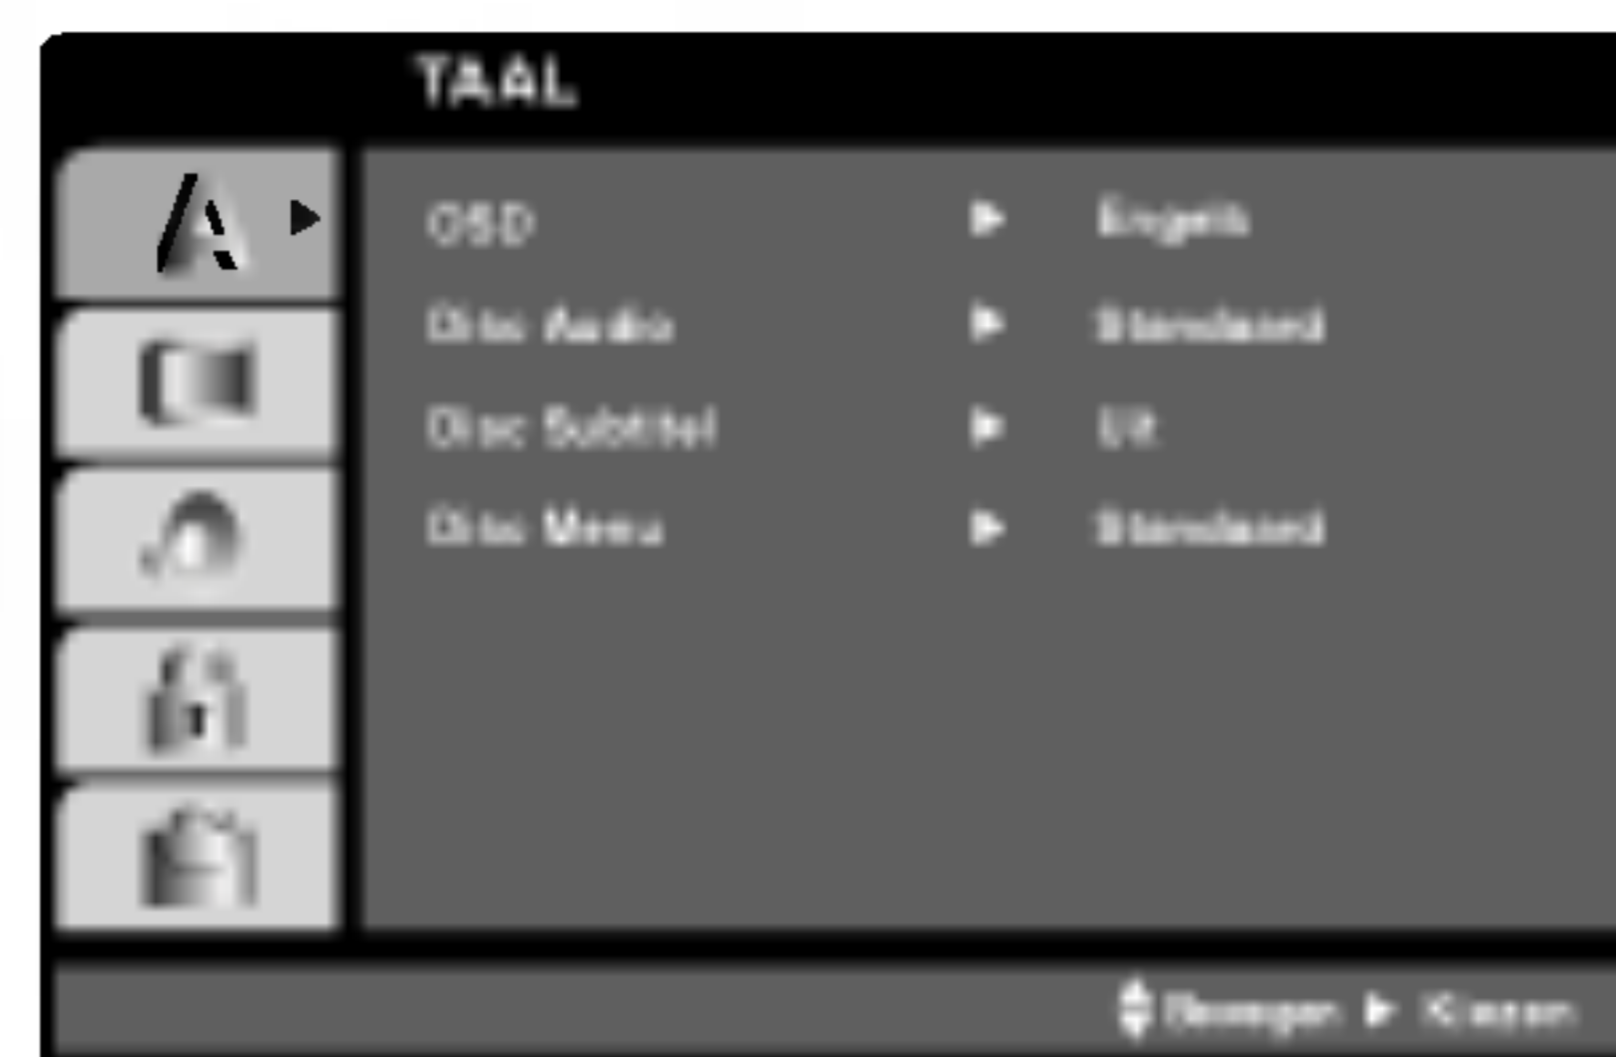 TAAL
OSD Engels
Disc Audio Standaard
Disc Subtitel Uit
Disc Menu Standaard
Bewegen Kiezen